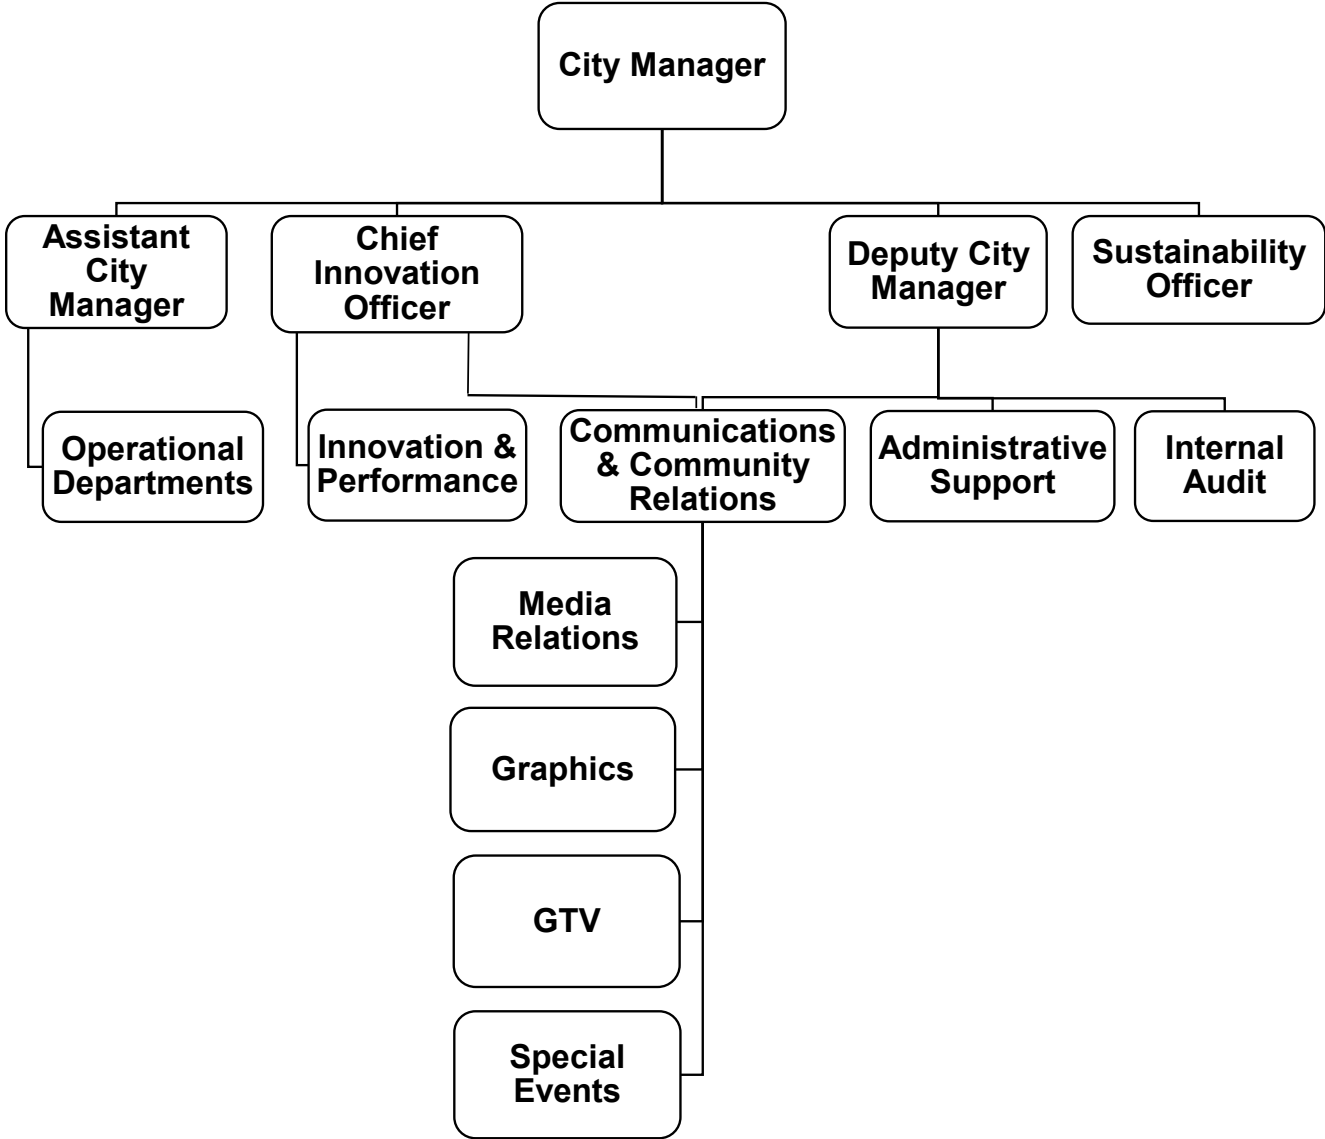 City Manager
Assistant
City
Manager
Chief
Innovation
Officer
Deputy City
Manager
Sustainability
Officer
Operational
Departments
Innovation &
Performance
Communications
& Community
Relations
Administrative
Support
Internal
Audit
Media
Relations
Graphics
GTV
Special
Events